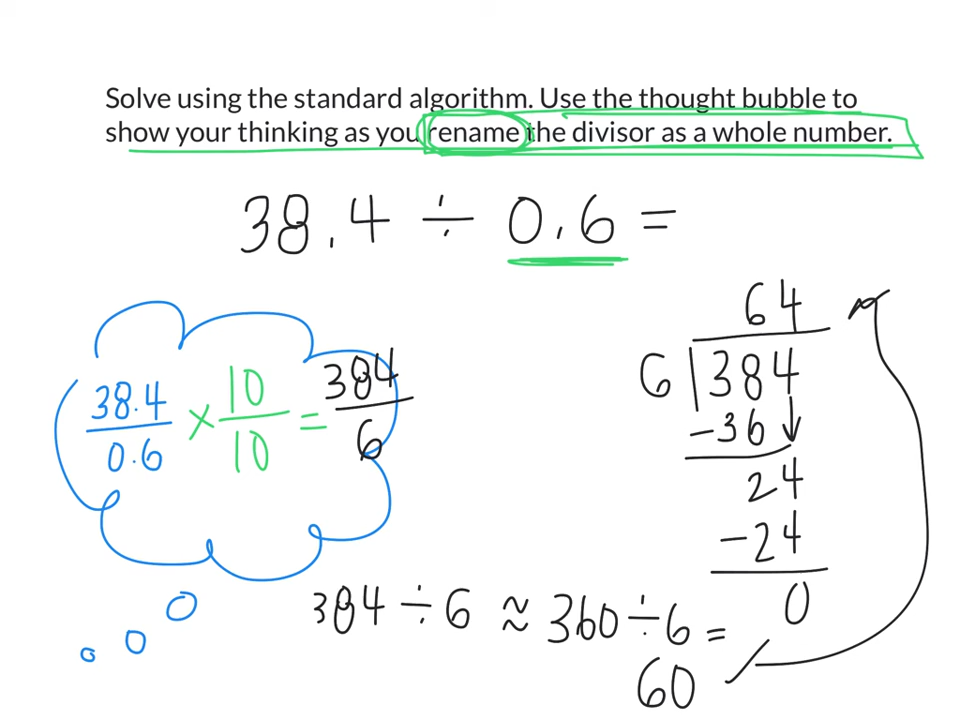 Solve using the standard algorithm. Use the thought bubble to
show your thinking as you rename the divisor as a whole number.
38.4 ÷ 0.6 =
38.4/0.6 × 10/10 = 384/6
64
6 384
-36
24
-24
0
384 ÷ 6 ≈ 360 ÷ 6 =
60